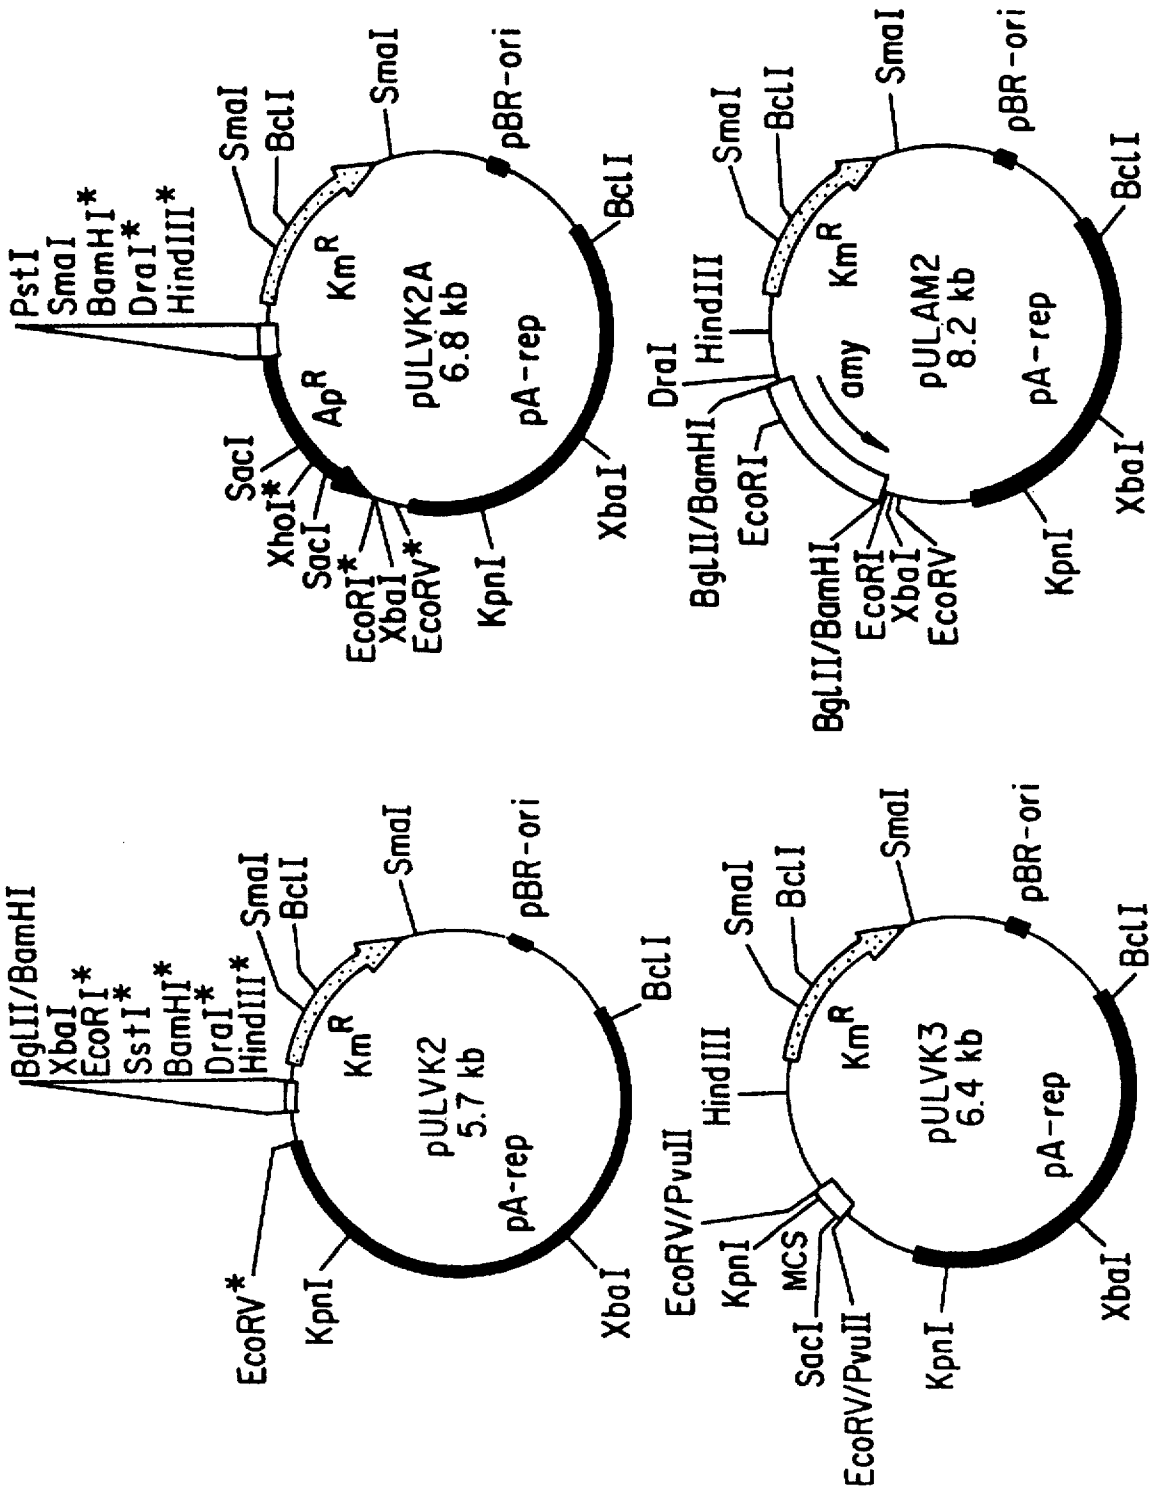 BglII/BamHI
XbaI
EcoRI*
SstI*
BamHI*
DraI*
HindIII*
SmaI
BclI
SmaI
pBR-ori
BclI
XbaI
KpnI
EcoRV*
KmR
pULVK2
5.7 kb
pA-rep
PstI
SmaI
BamHI*
DraI*
HindIII*
SmaI
BclI
SmaI
pBR-ori
BclI
XbaI
KpnI
EcoRV*
XbaI
EcoRI*
SacI
XhoI*
SacI
ApR
KmR
pULVK2A
6.8 kb
pA-rep
HindIII
SmaI
BclI
SmaI
pBR-ori
BclI
XbaI
KpnI
EcoRV/PvuII
SacI
MCS
KpnI
EcoRV/PvuII
KmR
pULVK3
6.4 kb
pA-rep
HindIII
SmaI
BclI
SmaI
pBR-ori
BclI
XbaI
KpnI
EcoRV
XbaI
EcoRI
BglII/BamHI
EcoRI
BglII/BamHI
DraI
amy
KmR
pULAM2
8.2 kb
pA-rep